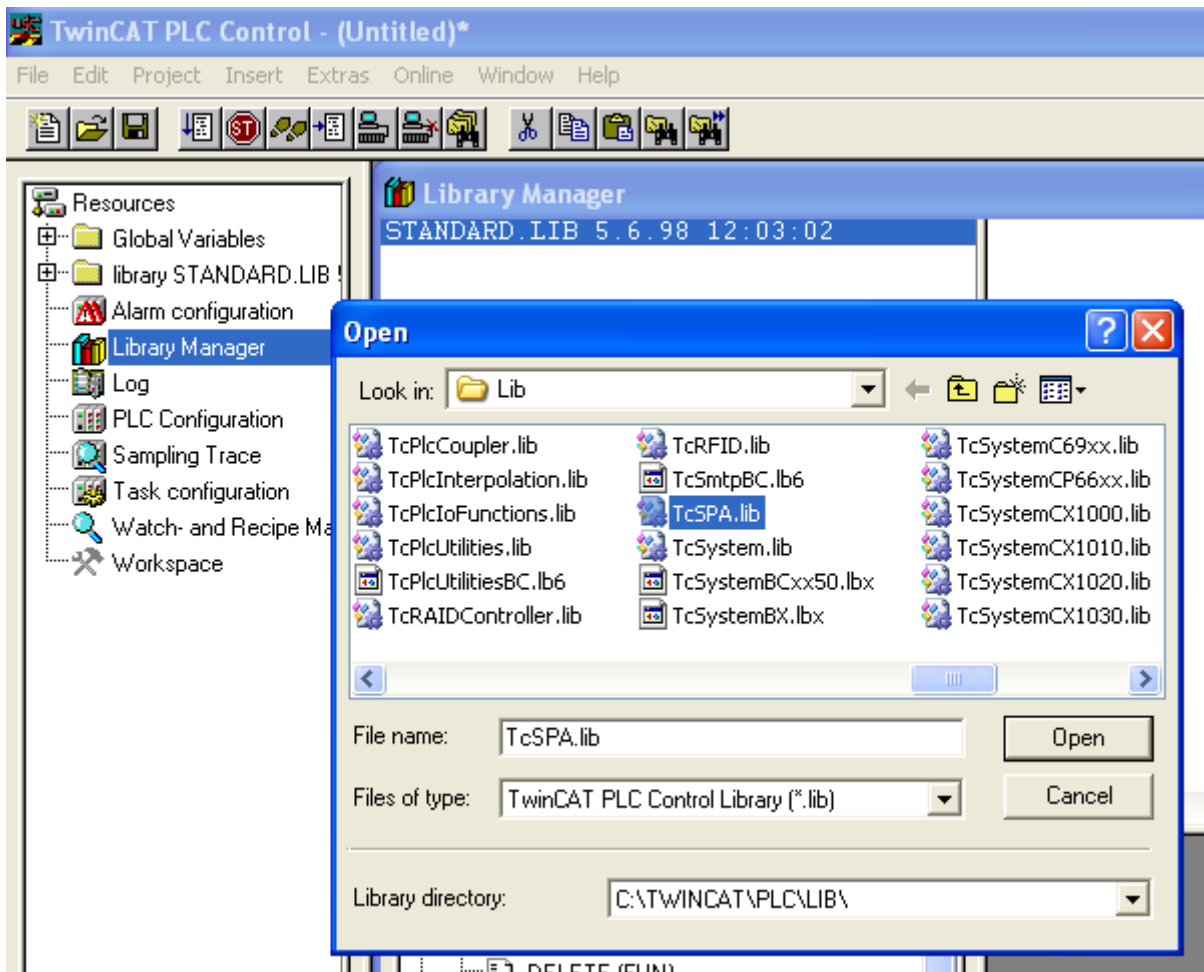 TwinCAT PLC Control - (Untitled)*
File Edit Project Insert Extras Online Window Help
ST
Resources
Global Variables
library STANDARD.LIB
Alarm configuration
Library Manager
Log
PLC Configuration
Sampling Trace
Task configuration
Watch- and Recipe Ma
Workspace
Library Manager
STANDARD.LIB 5.6.98 12:03:02
Open
Look in: Lib
TcPlcCoupler.lib
TcPlcInterpolation.lib
TcPlcIoFunctions.lib
TcPlcUtilities.lib
TcPlcUtilitiesBC.lb6
TcRAIDController.lib
TcRFID.lib
TcSmtpBC.lb6
TcSPA.lib
TcSystem.lib
TcSystemBCxx50.lbx
TcSystemBX.lbx
TcSystemC69xx.lib
TcSystemCP66xx.lib
TcSystemCX1000.lib
TcSystemCX1010.lib
TcSystemCX1020.lib
TcSystemCX1030.lib
File name: TcSPA.lib
Open
Files of type: TwinCAT PLC Control Library (*.lib)
Cancel
Library directory: C:\TWINCAT\PLC\LIB\
DELETE (FUN)